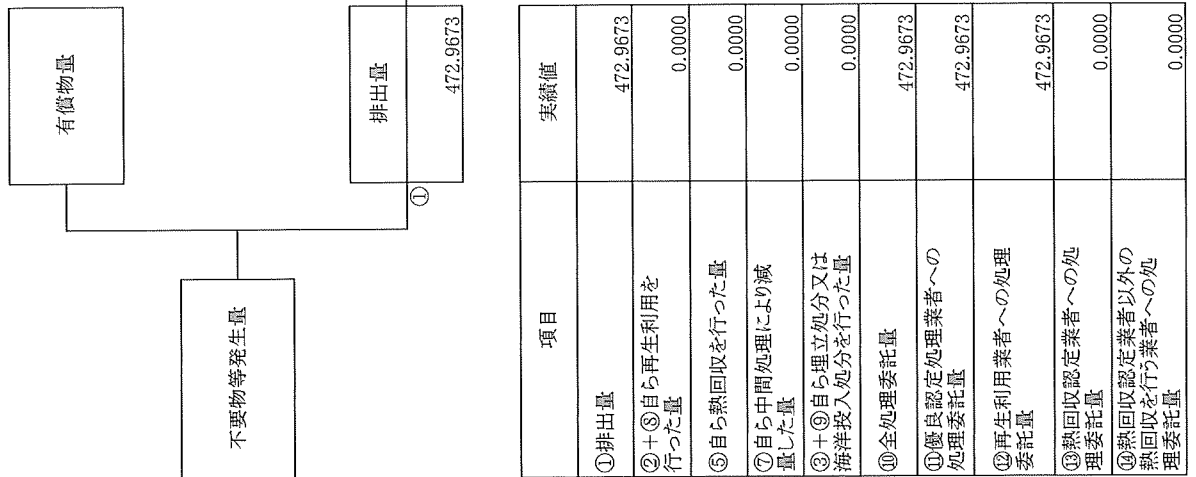 有償物量
不要物等発生量
排出量
①
472.9673
項目
実績値
①排出量
472.9673
②+⑧自ら再生利用を
行った量
0.0000
⑤自ら熱回収を行った量
0.0000
⑦自ら中間処理により減
量した量
0.0000
③+⑨自ら埋立処分又は
海洋投入処分を行った量
0.0000
⑩全処理委託量
472.9673
⑪優良認定処理業者への
処理委託量
472.9673
⑫再生利用業者への処理
委託量
472.9673
⑬熱回収認定業者への処
理委託量
0.0000
⑭熱回収認定業者以外の
熱回収を行う業者への処
理委託量
0.0000